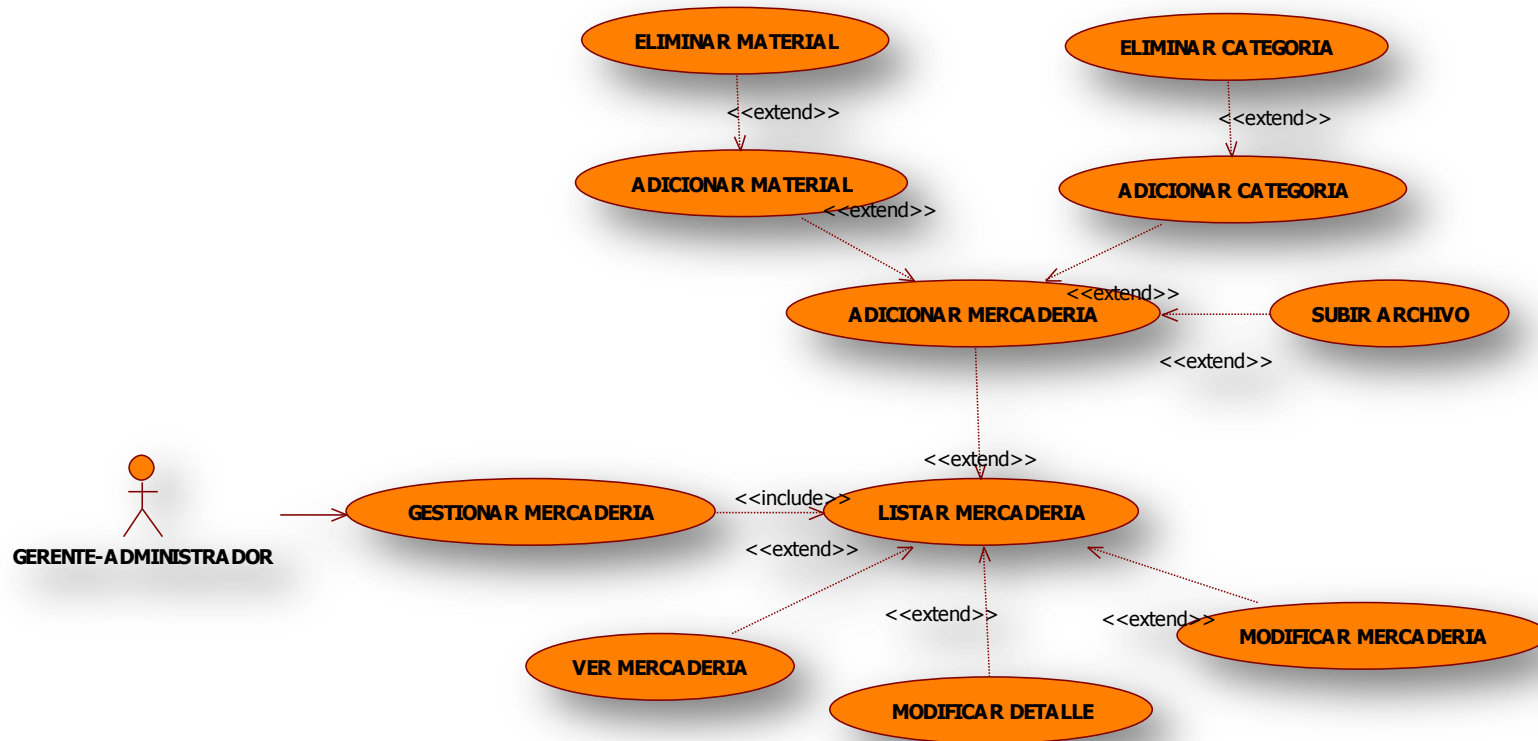 ELIMINAR MATERIAL
ELIMINAR CATEGORIA
<<extend>>
<<extend>>
ADICIONAR MATERIAL
ADICIONAR CATEGORIA
<<extend>>
<<extend>>
ADICIONAR MERCADERIA
SUBIR ARCHIVO
<<extend>>
<<extend>>
<<include>>
GESTIONAR MERCADERIA
LISTAR MERCADERIA
GERENTE-ADMINISTRADOR
<<extend>>
<<extend>>
<<extend>>
MODIFICAR MERCADERIA
VER MERCADERIA
MODIFICAR DETALLE